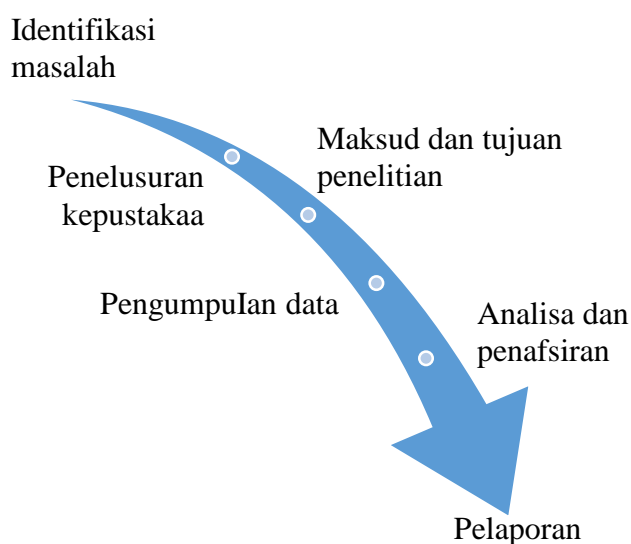 Identifikasi
masalah
Penelusuran
kepustakaa
Maksud dan tujuan
penelitian
PengumpuIan data
Analisa dan
penafsiran
Pelaporan